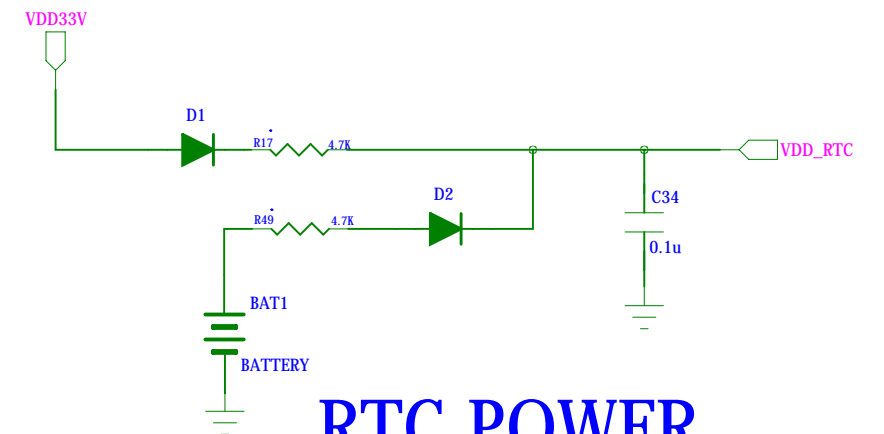 VDD33V
D1
R17 4.7K
VDD_RTC
D2
C34
R49 4.7K
0.1u
BAT1
BATTERY
RTC POWER